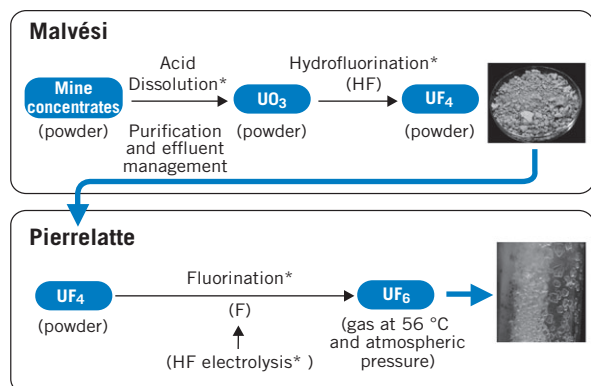 Malvési
Acid
Dissolution*
Hydrofluorination*
(HF)
Mine
concentrates
UO3
UF4
(powder)
(powder)
(powder)
Purification
and effluent
management
Pierrelatte
Fluorination*
UF4
UF6
(powder)
(F)
(gas at 56 °C
and atmospheric
pressure)
(HF electrolysis* )